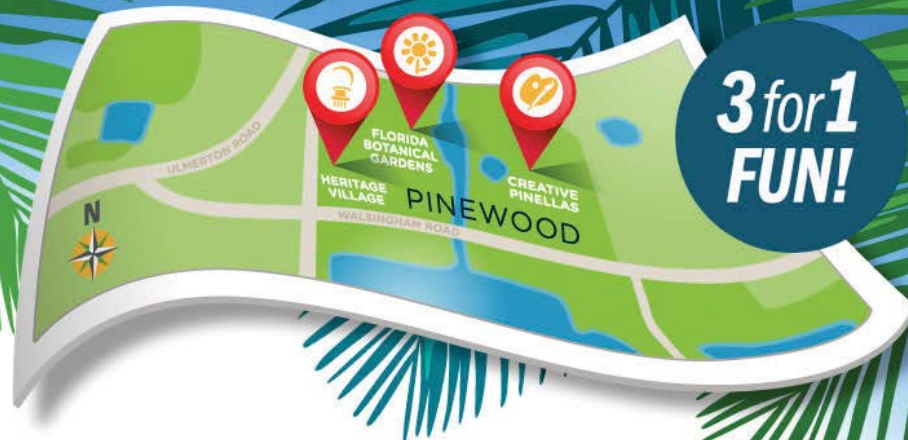 3 for 1
FUN!
FLORIDA
BOTANICAL
GARDENS
HERITAGE
VILLAGE
CREATIVE
PINELLAS
PINEWOOD
ULMERTON ROAD
WALSINGHAM ROAD
N